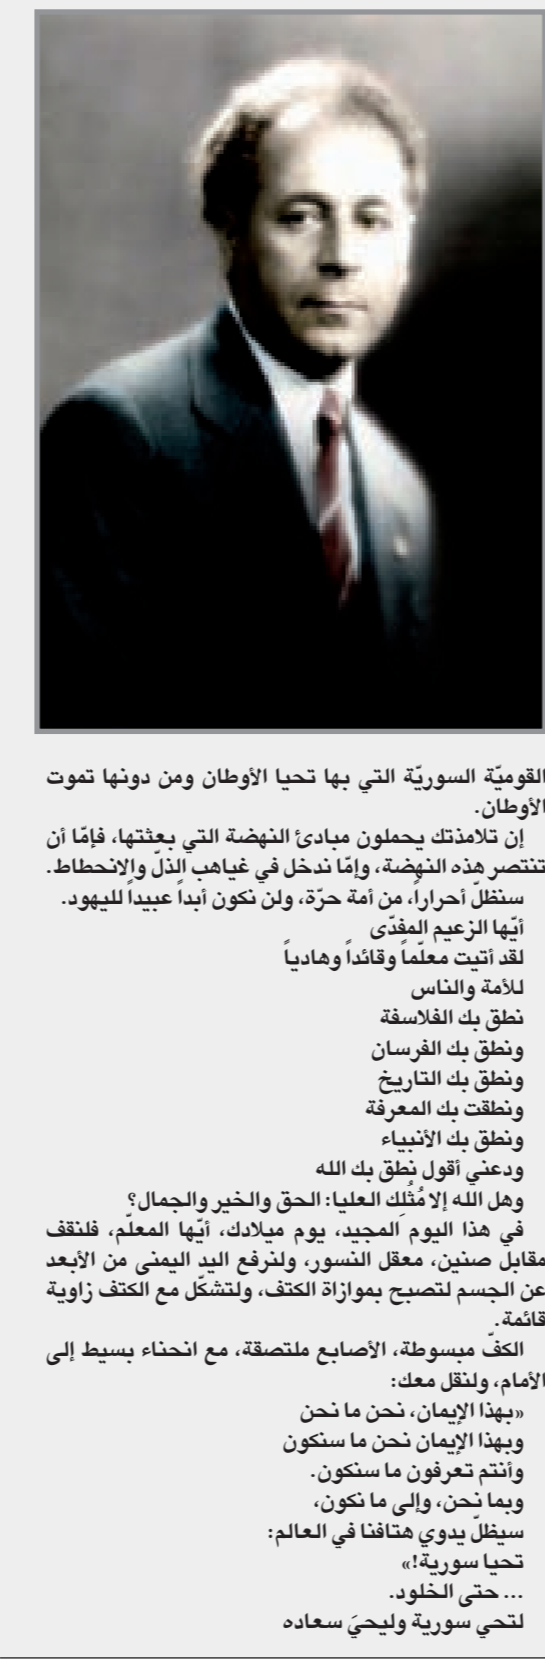 القوميّة السوريّة التي بها تحيا الأوطان ومن دونها تموت
الأوطان.
إن تلامذتك يحملون مبادئ النهضة التي بعثتها، فإمّا أن
تنتصر هذه النهضة، وإمّا ندخل في غياهب الذلّ والانحطاط.
سنظلّ أحراراً، من أمة حرّة، ولن نكون أبداً عبيداً لليهود.
أيّها الزعيم المفدّى
لقد أتيت معلّماً وقائداً وهادياً
للأمة والناس
نطق بك الفلاسفة
ونطق بك الفرسان
ونطق بك التاريخ
ونطقت بك المعرفة
ونطق بك الأنبياء
ودعني أقول نطق بك الله
وهل الله إلا مُثُلِك العليا: الحق والخير والجمال؟
في هذا اليوم المجيد، يوم ميلادك، أيّها المعلّم، فلنقف
مقابل صنين، معقل النسور، ولنرفع اليد اليمنى من الأبعد
عن الجسم لتصبح بموازاة الكتف، ولتشكّل مع الكتف زاوية
قائمة.
الكفّ مبسوطة، الأصابع ملتصقة، مع انحناء بسيط إلى
الأمام، ولنقل معك:
«بهذا الإيمان، نحن ما نحن
وبهذا الإيمان نحن ما سنكون
وأنتم تعرفون ما سنكون.
وبما نحن، وإلى ما نكون،
سيظلّ يدوي هتافنا في العالم:
تحيا سورية!»
... حتى الخلود.
لتحي سورية وليحيَ سعاده